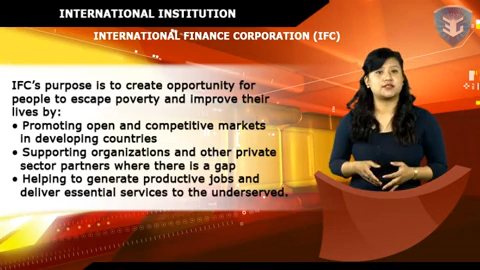 INTERNATIONAL INSTITUTION
INTERNATIONAL FINANCE CORPORATION (IFC)
IFC's purpose is to create opportunity for
people to escape poverty and improve their
lives by:
• Promoting open and competitive markets
in developing countries
• Supporting organizations and other private
sector partners where there is a gap
• Helping to generate productive jobs and
deliver essential services to the underserved.